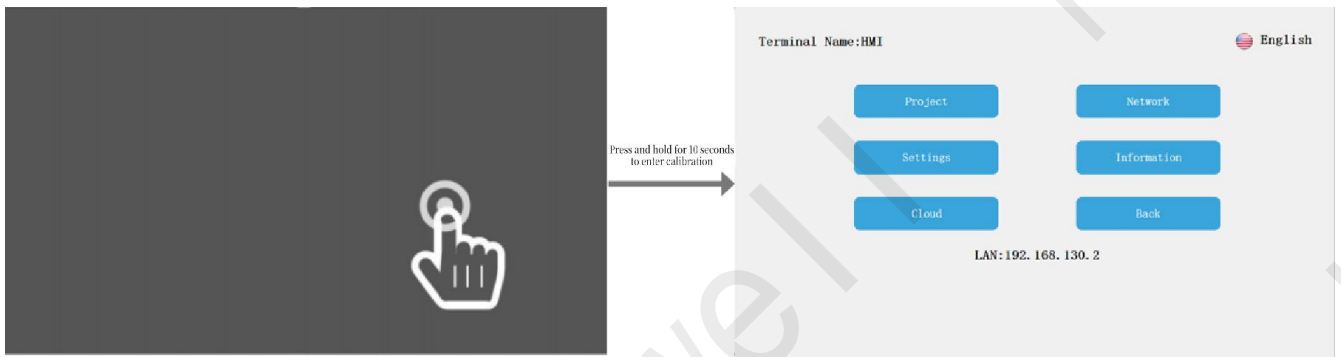 Terminal Name:HMI
English
Project
Network
Press and hold for 10 seconds
to enter calibration
Settings
Information
Cloud
Back
LAN:192.168.130.2